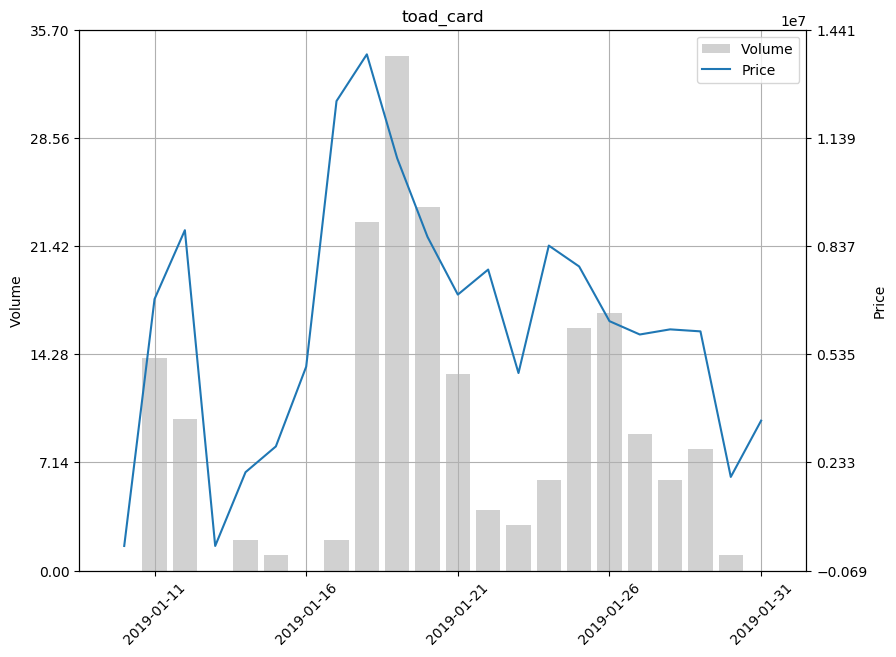 toad_card
1e7
35.70
28.56
21.42
14.28
7.14
0.00
Volume
1.441
1.139
0.837
0.535
0.233
−0.069
Price
Volume
Price
2019-01-11
2019-01-16
2019-01-21
2019-01-26
2019-01-31